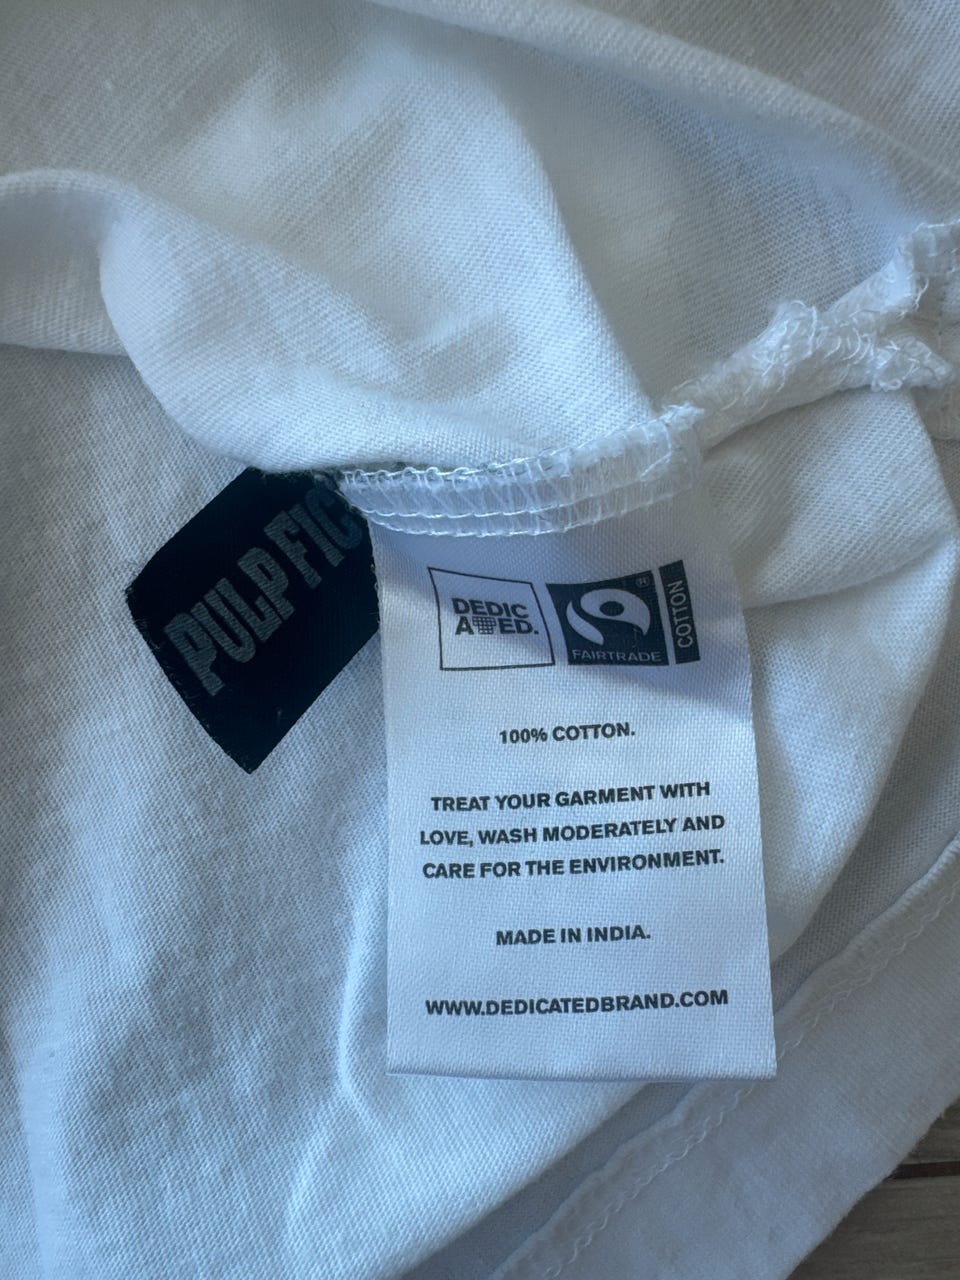 PULP FIC
DEDIC
ATED.
®
FAIRTRADE
COTTON
100% COTTON.
TREAT YOUR GARMENT WITH
LOVE, WASH MODERATELY AND
CARE FOR THE ENVIRONMENT.
MADE IN INDIA.
WWW.DEDICATEDBRAND.COM